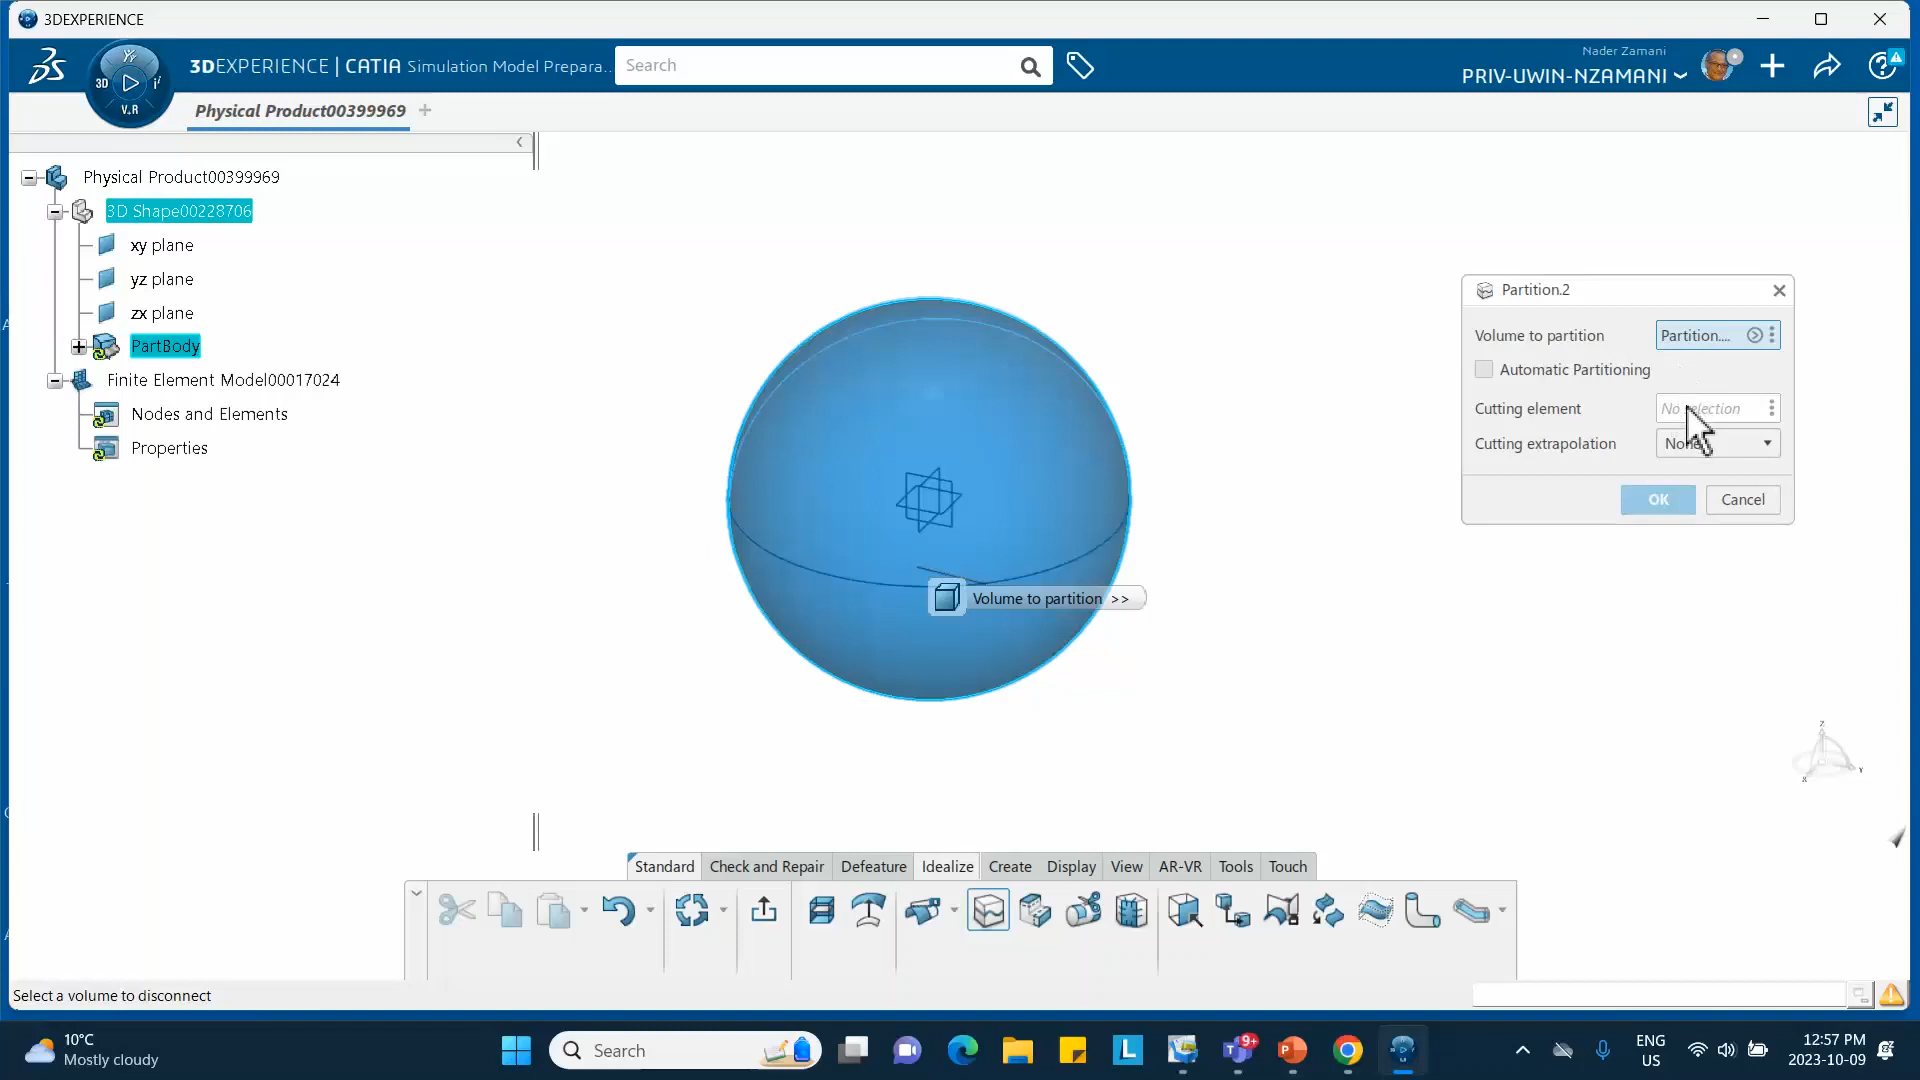 3DEXPERIENCE
3DEXPERIENCE | CATIA Simulation Model Prepara...
Search
Nader Zamani
PRIV-UWIN-NZAMANI
3D
V.R
Physical Product00399969
Physical Product00399969
3D Shape00228706
xy plane
yz plane
zx plane
PartBody
Finite Element Model00017024
Nodes and Elements
Properties
Partition.2
Volume to partition
Partition....
Automatic Partitioning
Cutting element
Cutting extrapolation
OK
Cancel
Volume to partition >>
Z
X
Y
Standard
Check and Repair
Defeature
Idealize
Create
Display
View
AR-VR
Tools
Touch
Select a volume to disconnect
10°C
Mostly cloudy
Search
9+
ENG
US
12:57 PM
2023-10-09